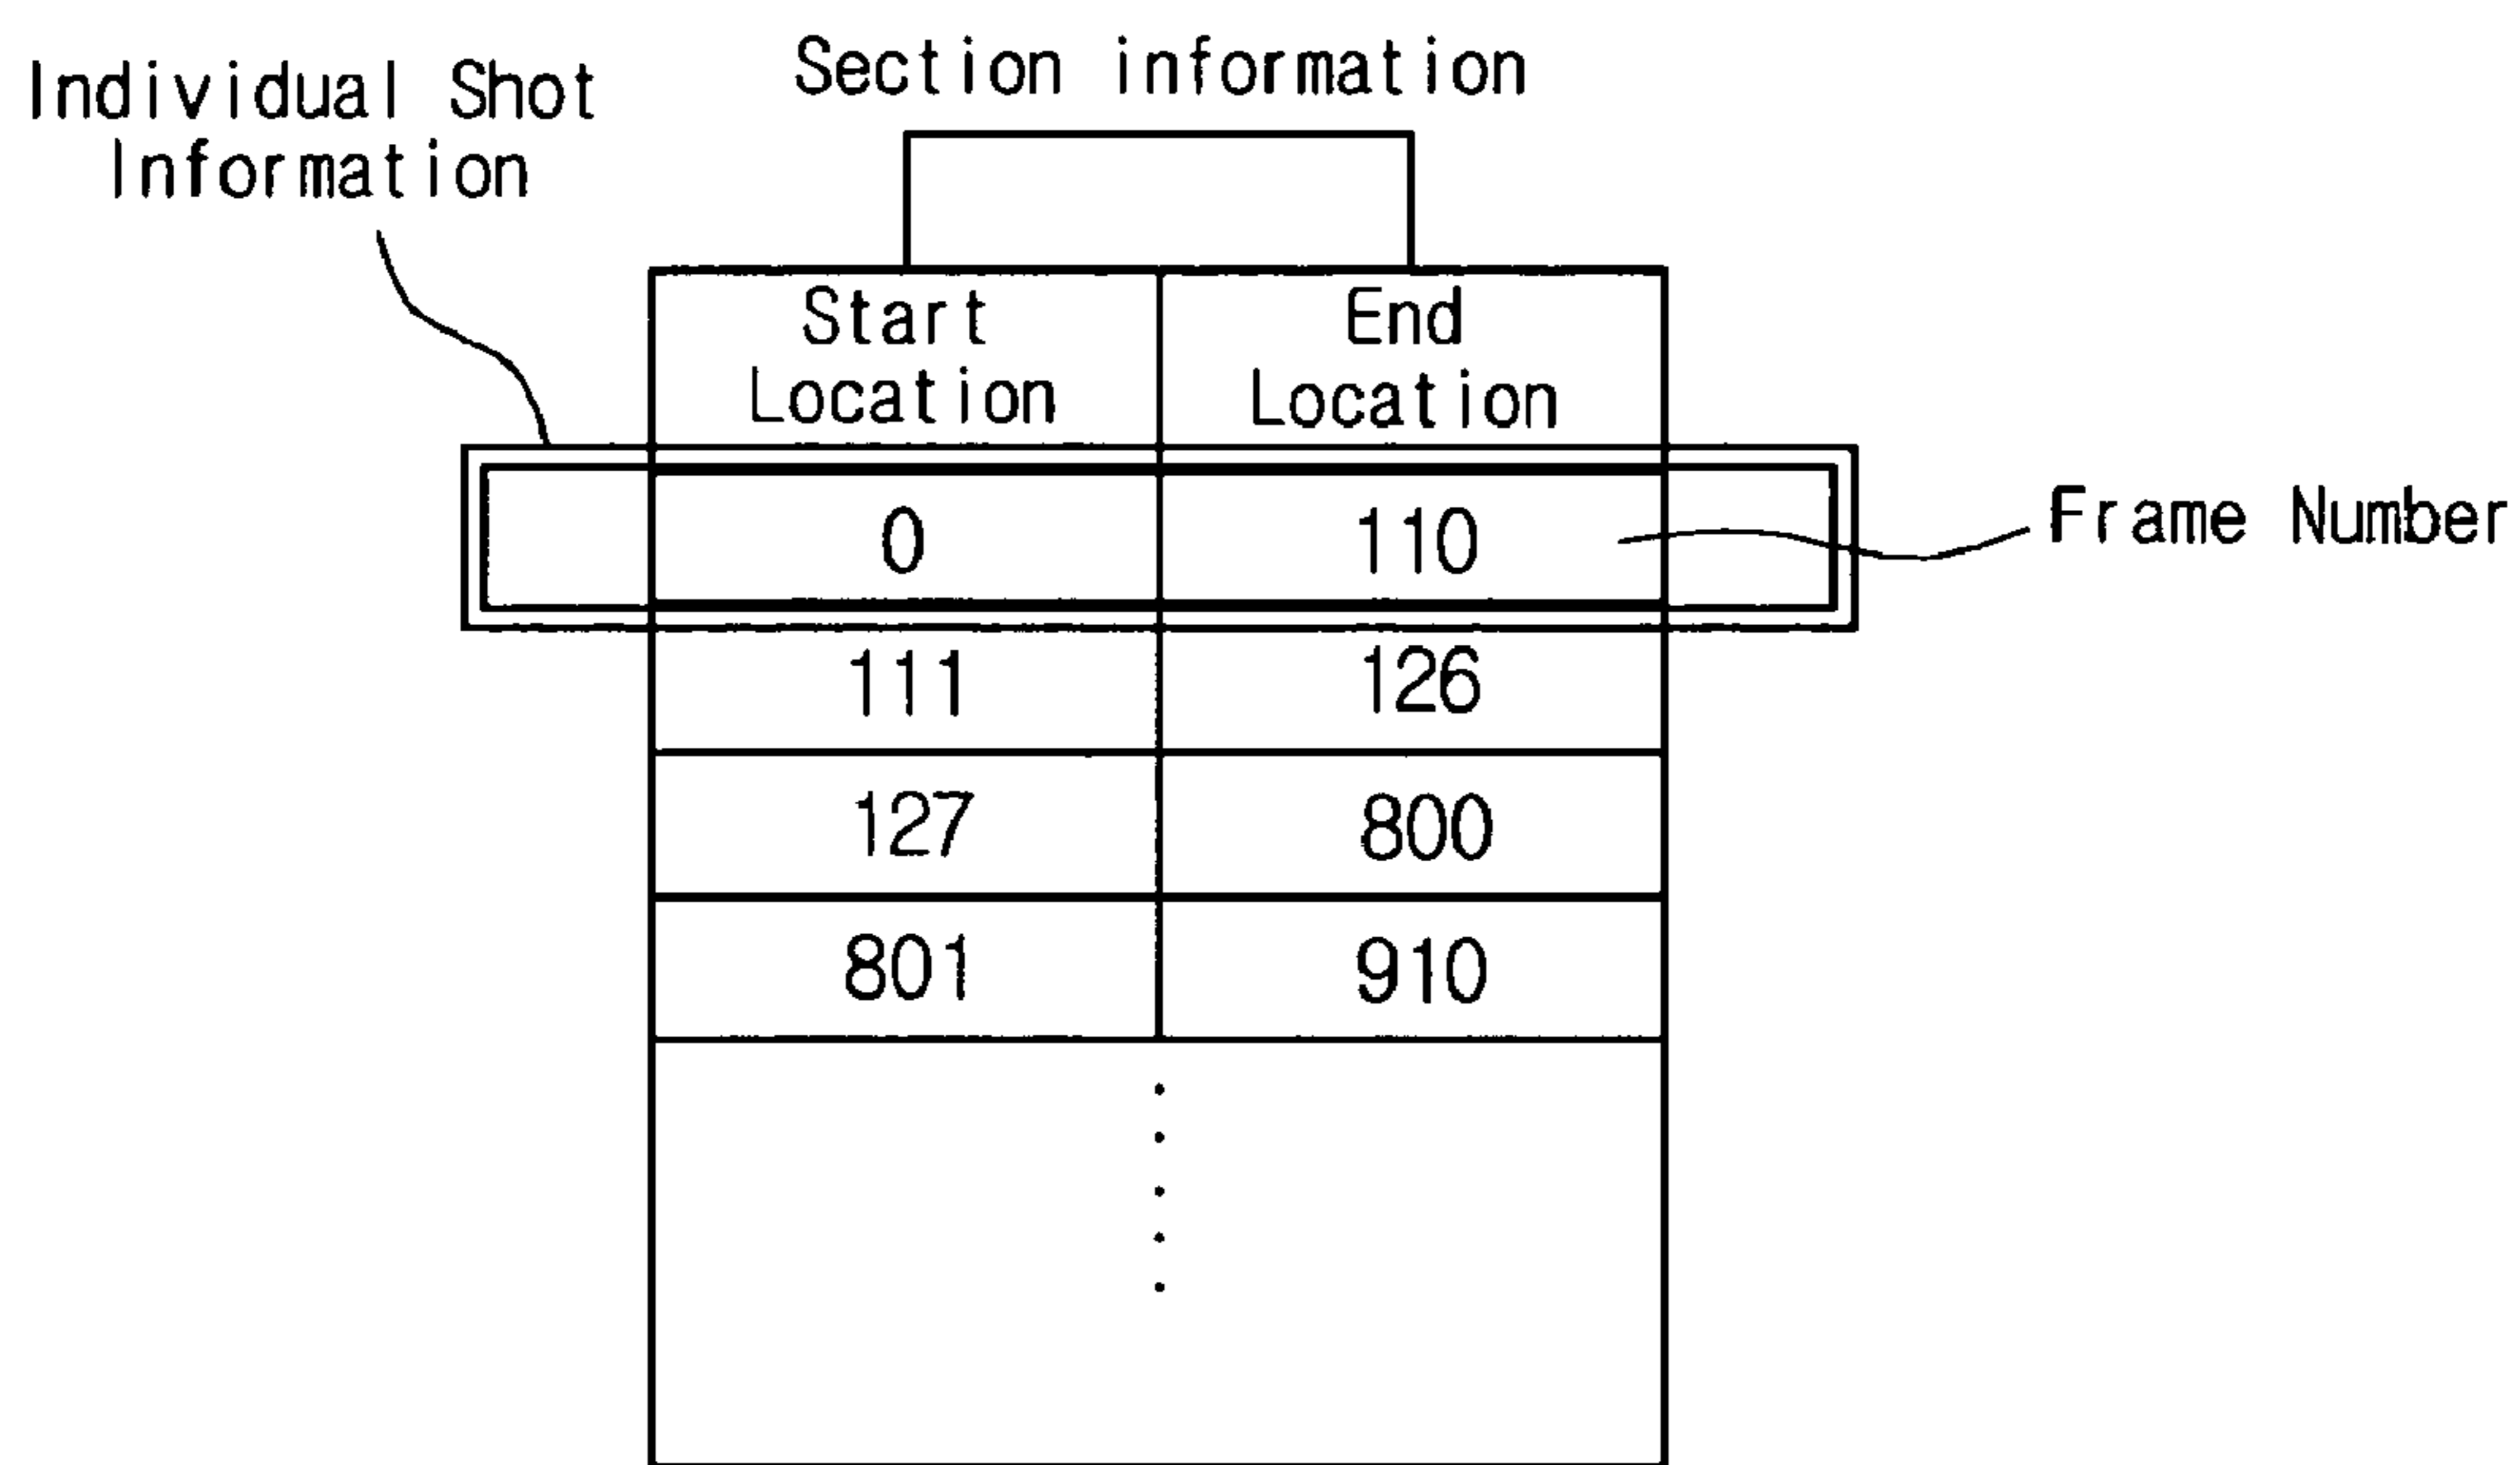 Section information
Individual Shot
Information
Start
Location
End
Location
0 110
Frame Number
111 126
127 800
801 910